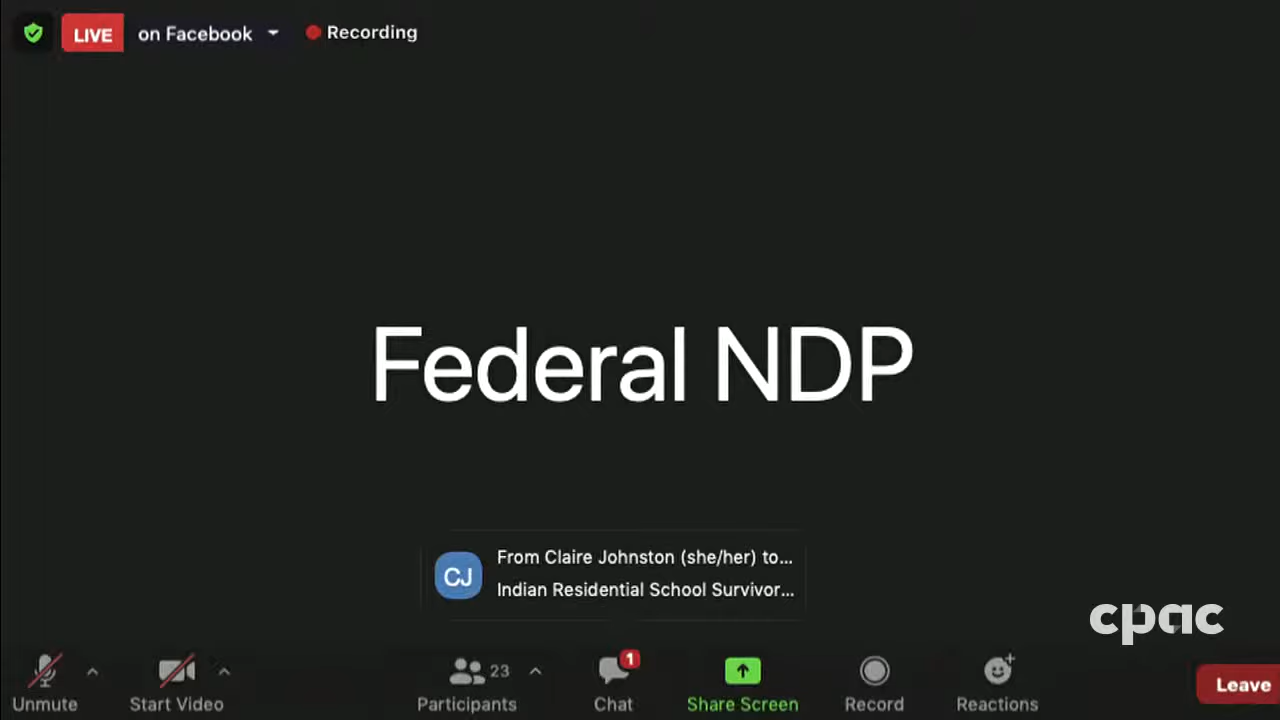 LIVE on Facebook Recording
Federal NDP
CJ From Claire Johnston (she/her) to...
Indian Residential School Survivor...
cpac
23 1
Unmute Start Video Participants Chat Share Screen Record Reactions Leave